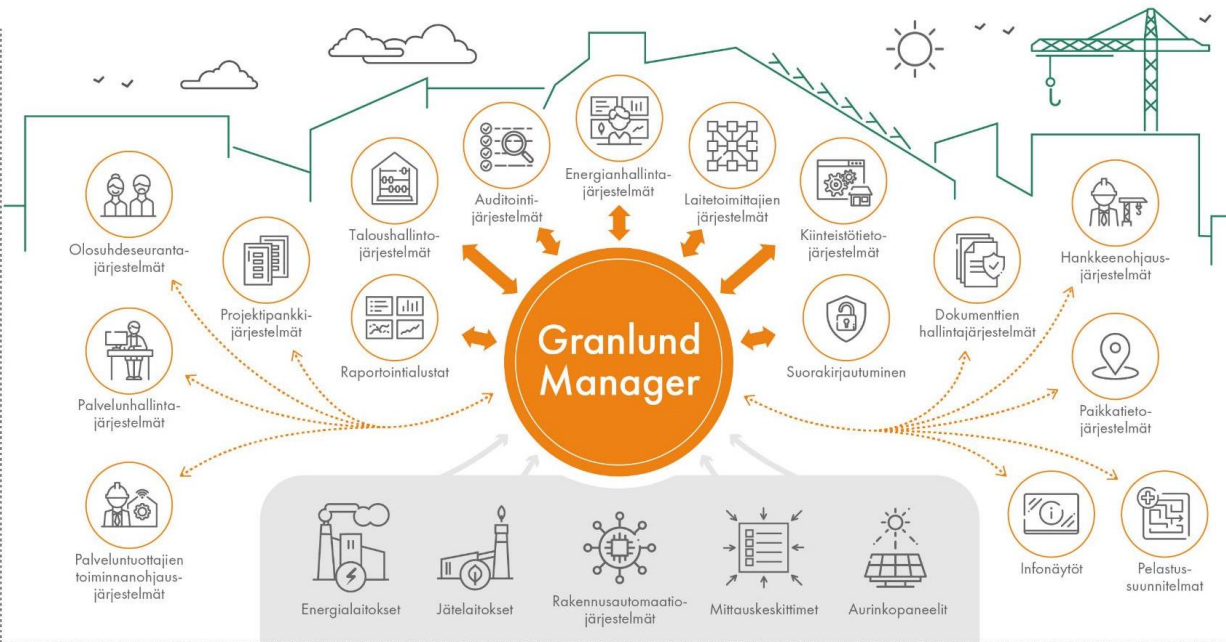 Energianhallinta-
järjestelmät
Auditointi-
järjestelmät
Laitetoimittajien
järjestelmät
Taloushallinto-
järjestelmät
Kiinteistötieto-
järjestelmät
Olosuhdeseuranta-
järjestelmät
Hankkeenohjaus-
järjestelmät
Projektipankki-
järjestelmät
Dokumenttien
hallintajärjestelmät
Raportointialustat
Granlund
Manager
Suorakirjautuminen
Palvelunhallinta-
järjestelmät
Paikkatieto-
järjestelmät
Palveluntuottajien
toiminnanohjaus-
järjestelmät
Infonäytöt
Pelastus-
suunnitelmat
Energialaitokset
Jätelaitokset
Rakennusautomaatio-
järjestelmät
Mittauskeskittimet
Aurinkopaneelit